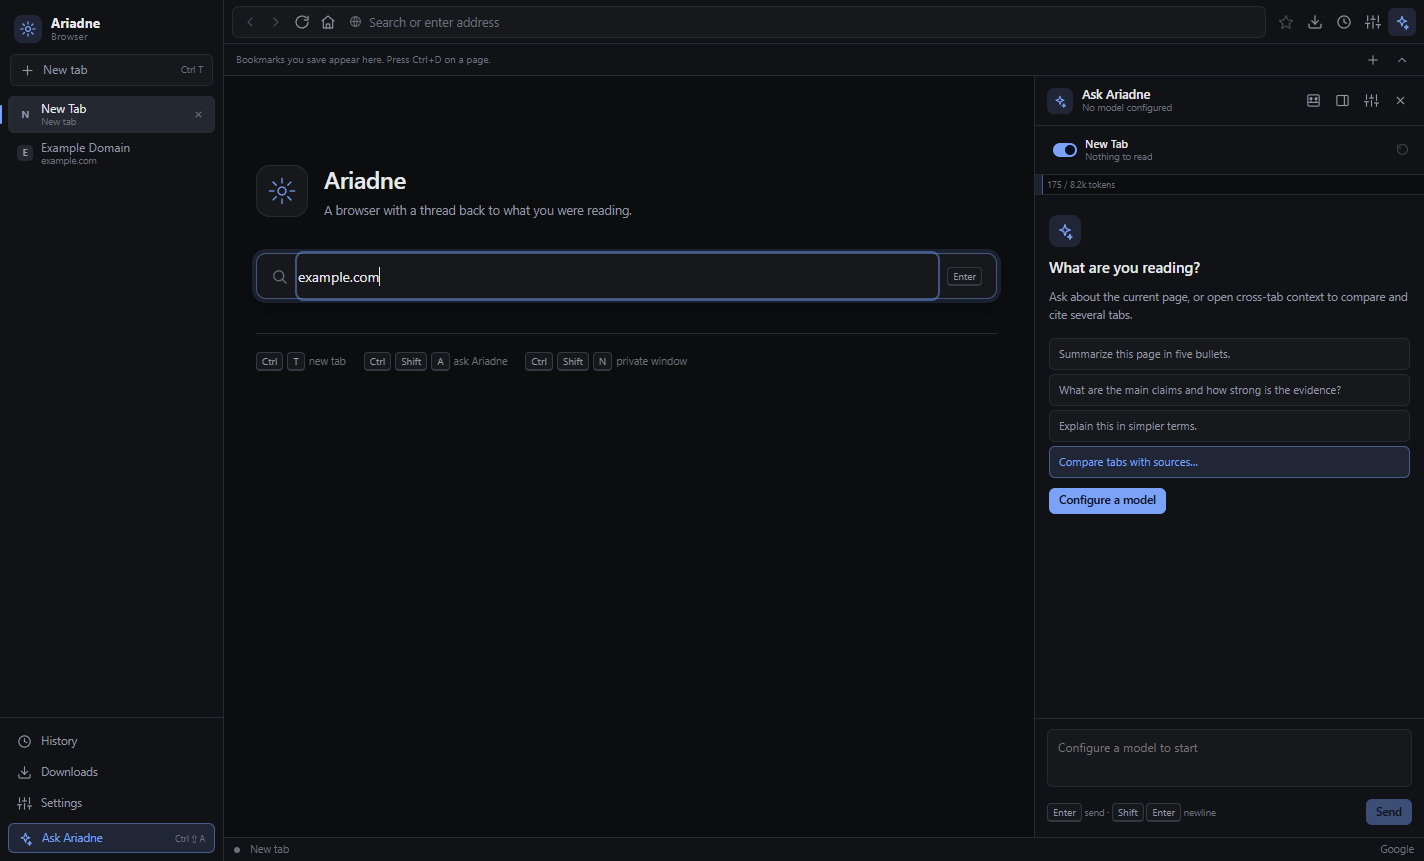 Ariadne
Browser
New tab Ctrl T
N New Tab
New tab
E Example Domain
example.com
History
Downloads
Settings
Ask Ariadne Ctrl ⇧ A
Search or enter address
Bookmarks you save appear here. Press Ctrl+D on a page.
Ariadne
A browser with a thread back to what you were reading.
example.com Enter
Ctrl T new tab Ctrl Shift A ask Ariadne Ctrl Shift N private window
Ask Ariadne
No model configured
New Tab
Nothing to read
175 / 8.2k tokens
What are you reading?
Ask about the current page, or open cross-tab context to compare and
cite several tabs.
Summarize this page in five bullets.
What are the main claims and how strong is the evidence?
Explain this in simpler terms.
Compare tabs with sources...
Configure a model
Configure a model to start
Enter send · Shift Enter newline Send
New tab Google